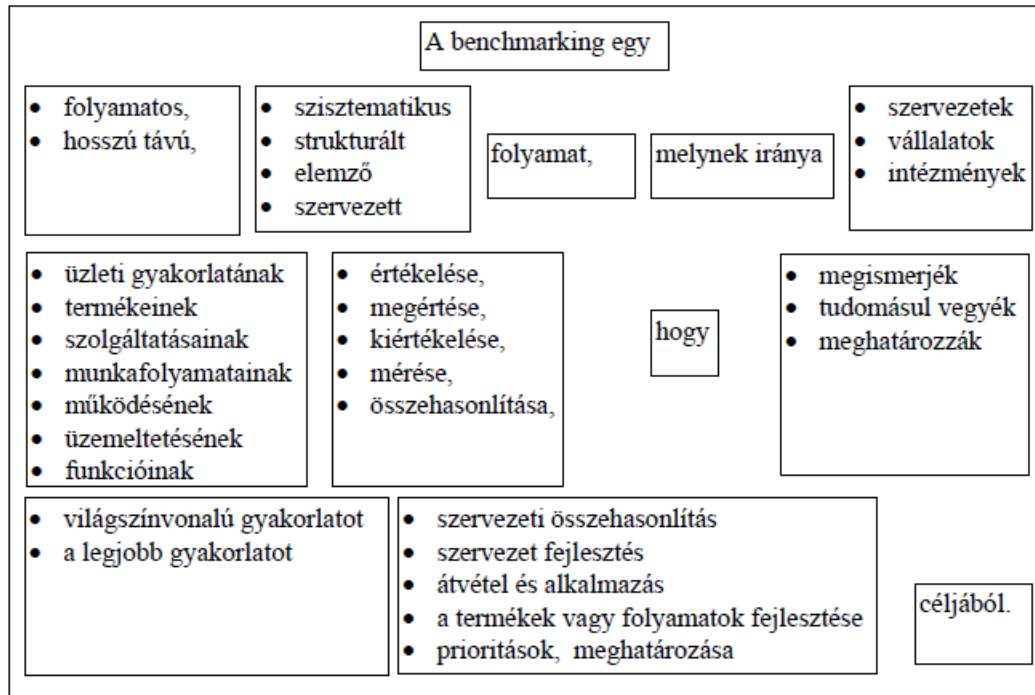 A benchmarking egy
• folyamatos,
• hosszú távú,
• szisztematikus
• strukturált
• elemző
• szervezett
folyamat,
melynek iránya
• szervezetek
• vállalatok
• intézmények
• üzleti gyakorlatának
• termékeinek
• szolgáltatásainak
• munkafolyamatainak
• működésének
• üzemeltetésének
• funkcióinak
• értékelése,
• megértése,
• kiértékelése,
• mérése,
• összehasonlítása,
hogy
• megismerjék
• tudomásul vegyék
• meghatározzák
• világszínvonalú gyakorlatot
• a legjobb gyakorlatot
• szervezeti összehasonlítás
• szervezet fejlesztés
• átvétel és alkalmazás
• a termékek vagy folyamatok fejlesztése
• prioritások, meghatározása
céljából.